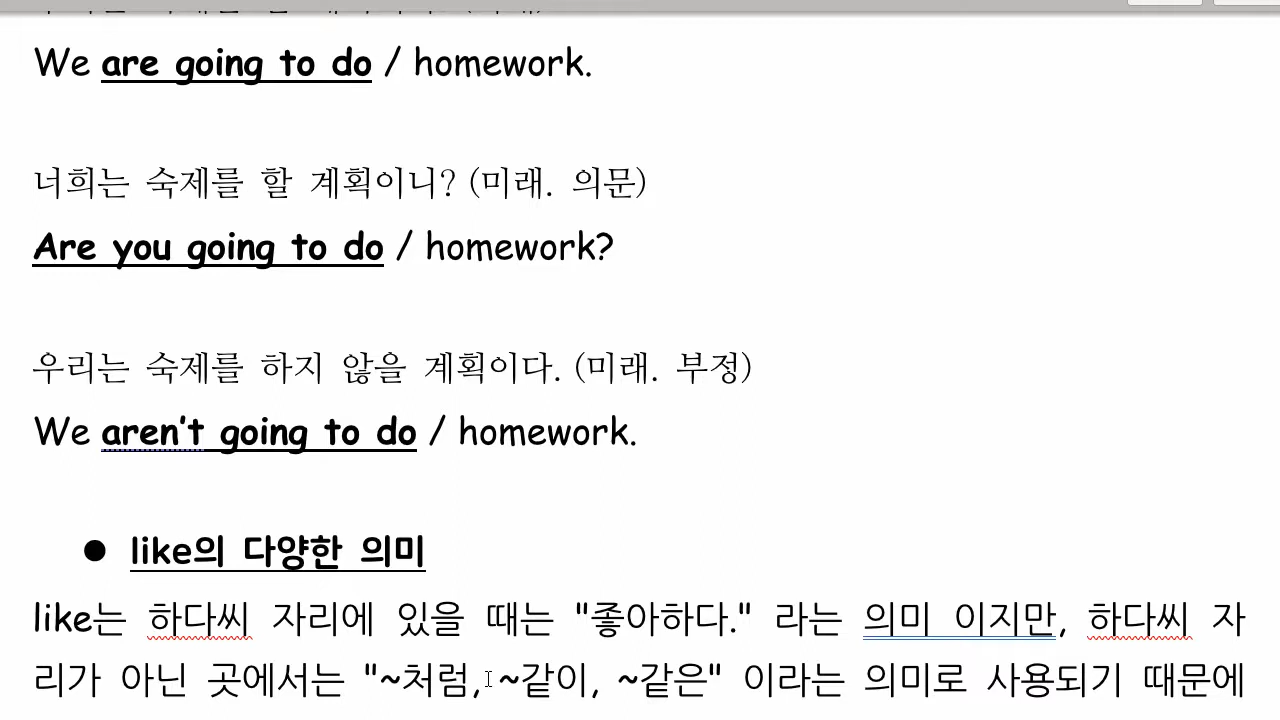 We are going to do / homework.
너희는 숙제를 할 계획이니? (미래. 의문)
Are you going to do / homework?
우리는 숙제를 하지 않을 계획이다. (미래. 부정)
We aren't going to do / homework.
● like의 다양한 의미
like는 하다씨 자리에 있을 때는 "좋아하다." 라는 의미 이지만, 하다씨 자
리가 아닌 곳에서는 "~처럼, ~같이, ~같은" 이라는 의미로 사용되기 때문에